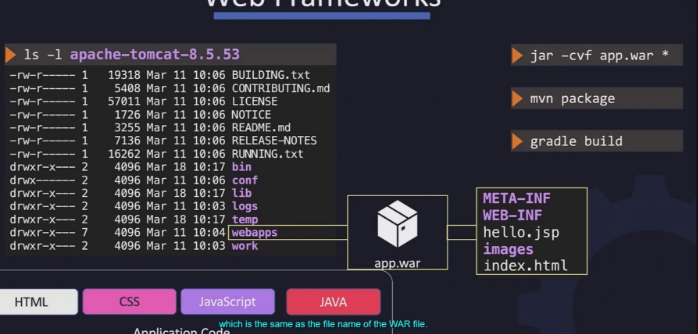 Web Frameworks
ls -l apache-tomcat-8.5.53
-rw-r----- 1 19318 Mar 11 10:06 BUILDING.txt
-rw-r----- 1 5408 Mar 11 10:06 CONTRIBUTING.md
-rw-r----- 1 57011 Mar 11 10:06 LICENSE
-rw-r----- 1 1726 Mar 11 10:06 NOTICE
-rw-r----- 1 3255 Mar 11 10:06 README.md
-rw-r----- 1 7136 Mar 11 10:06 RELEASE-NOTES
-rw-r----- 1 16262 Mar 11 10:06 RUNNING.txt
drwxr-x--- 2 4096 Mar 18 10:17 bin
drwx------ 2 4096 Mar 11 10:06 conf
drwxr-x--- 2 4096 Mar 18 10:17 lib
drwxr-x--- 2 4096 Mar 11 10:03 logs
drwxr-x--- 2 4096 Mar 18 10:17 temp
drwxr-x--- 7 4096 Mar 11 10:04 webapps
drwxr-x--- 2 4096 Mar 11 10:03 work
jar -cvf app.war *
mvn package
gradle build
app.war
META-INF
WEB-INF
hello.jsp
images
index.html
HTML
CSS
JavaScript
JAVA
Application Code
which is the same as the file name of the WAR file.